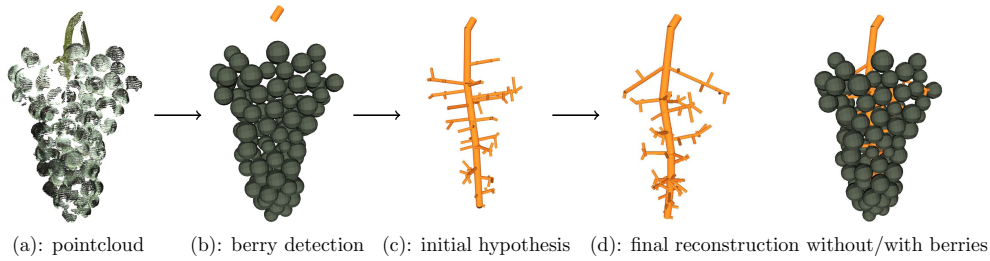 (a): pointcloud (b): berry detection (c): initial hypothesis (d): final reconstruction without/with berries